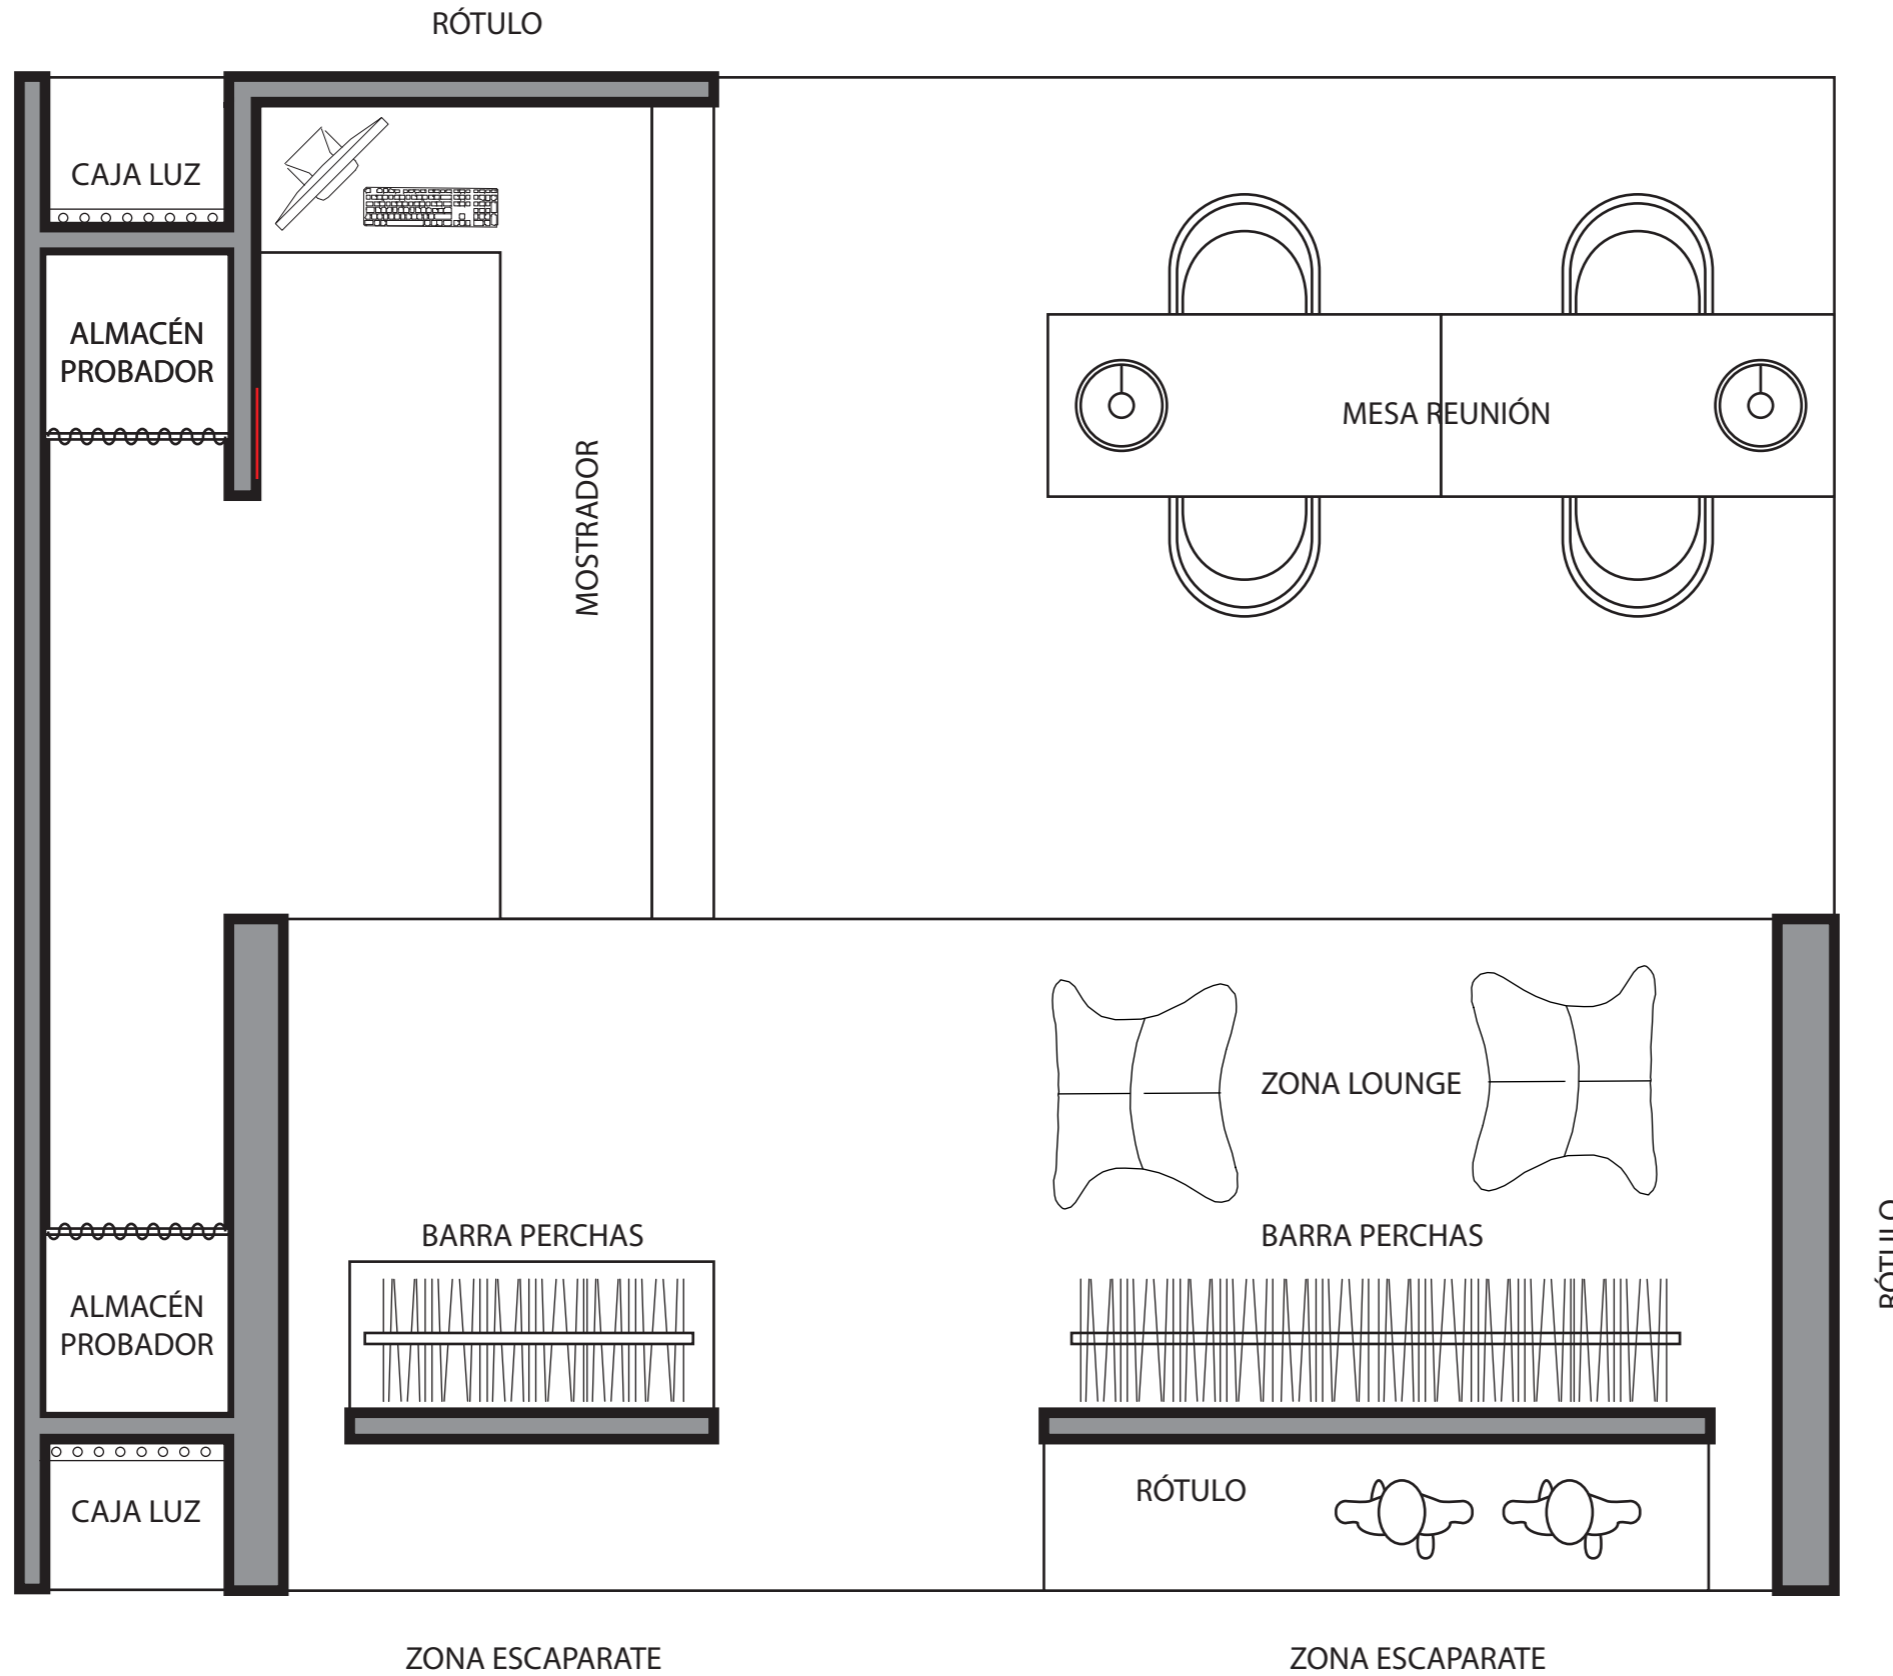 RÓTULO
CAJA LUZ
ALMACÉN
PROBADOR
MESA REUNIÓN
MOSTRADOR
ZONA LOUNGE
BARRA PERCHAS
BARRA PERCHAS
RÓTULO
ALMACÉN
PROBADOR
RÓTULO
CAJA LUZ
ZONA ESCAPARATE
ZONA ESCAPARATE